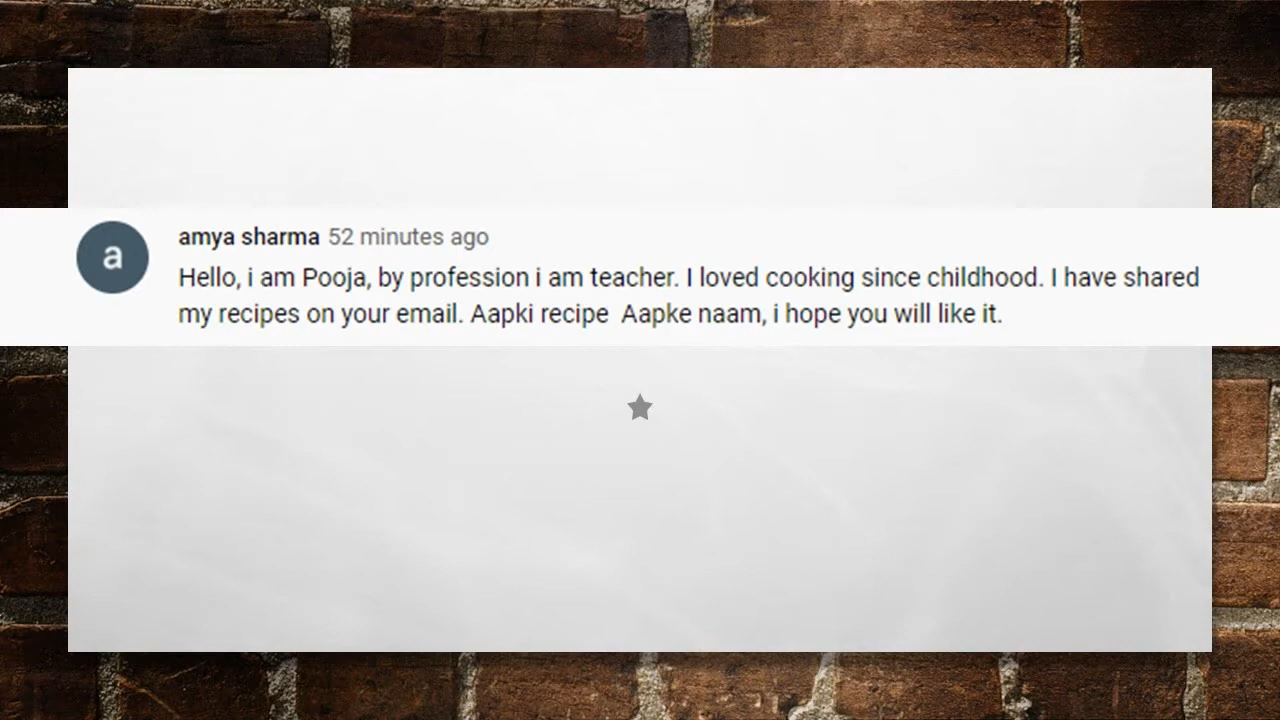 a
amya sharma 52 minutes ago
Hello, i am Pooja, by profession i am teacher. I loved cooking since childhood. I have shared
my recipes on your email. Aapki recipe  Aapke naam, i hope you will like it.